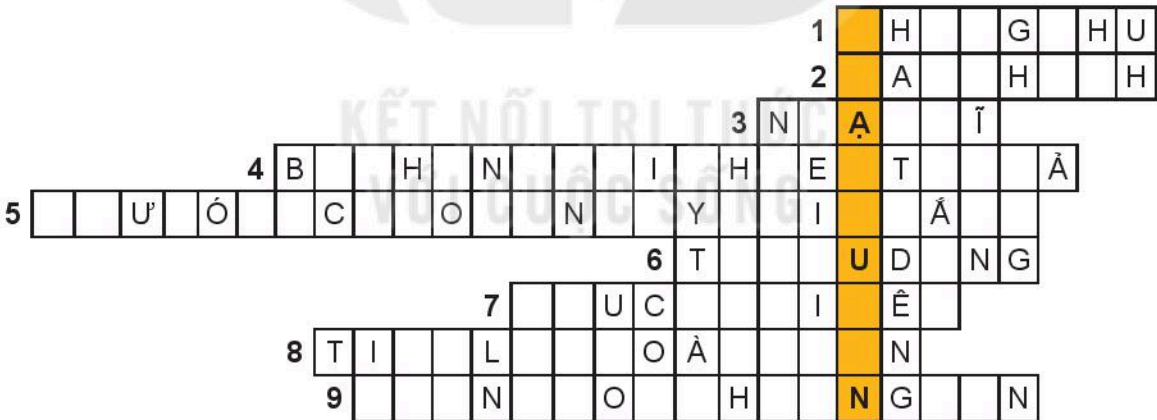 1 H G H U
2 A H H
3 N Ạ Ĩ
4 B H N I H E T Ả
5 Ư Ó C O N Y I Ắ
6 T U D N G
7 U C I Ê
8 T I L O À N
9 N O H N G N
KẾT NỐI TRI THỨC
VỚI CUỘC SỐNG